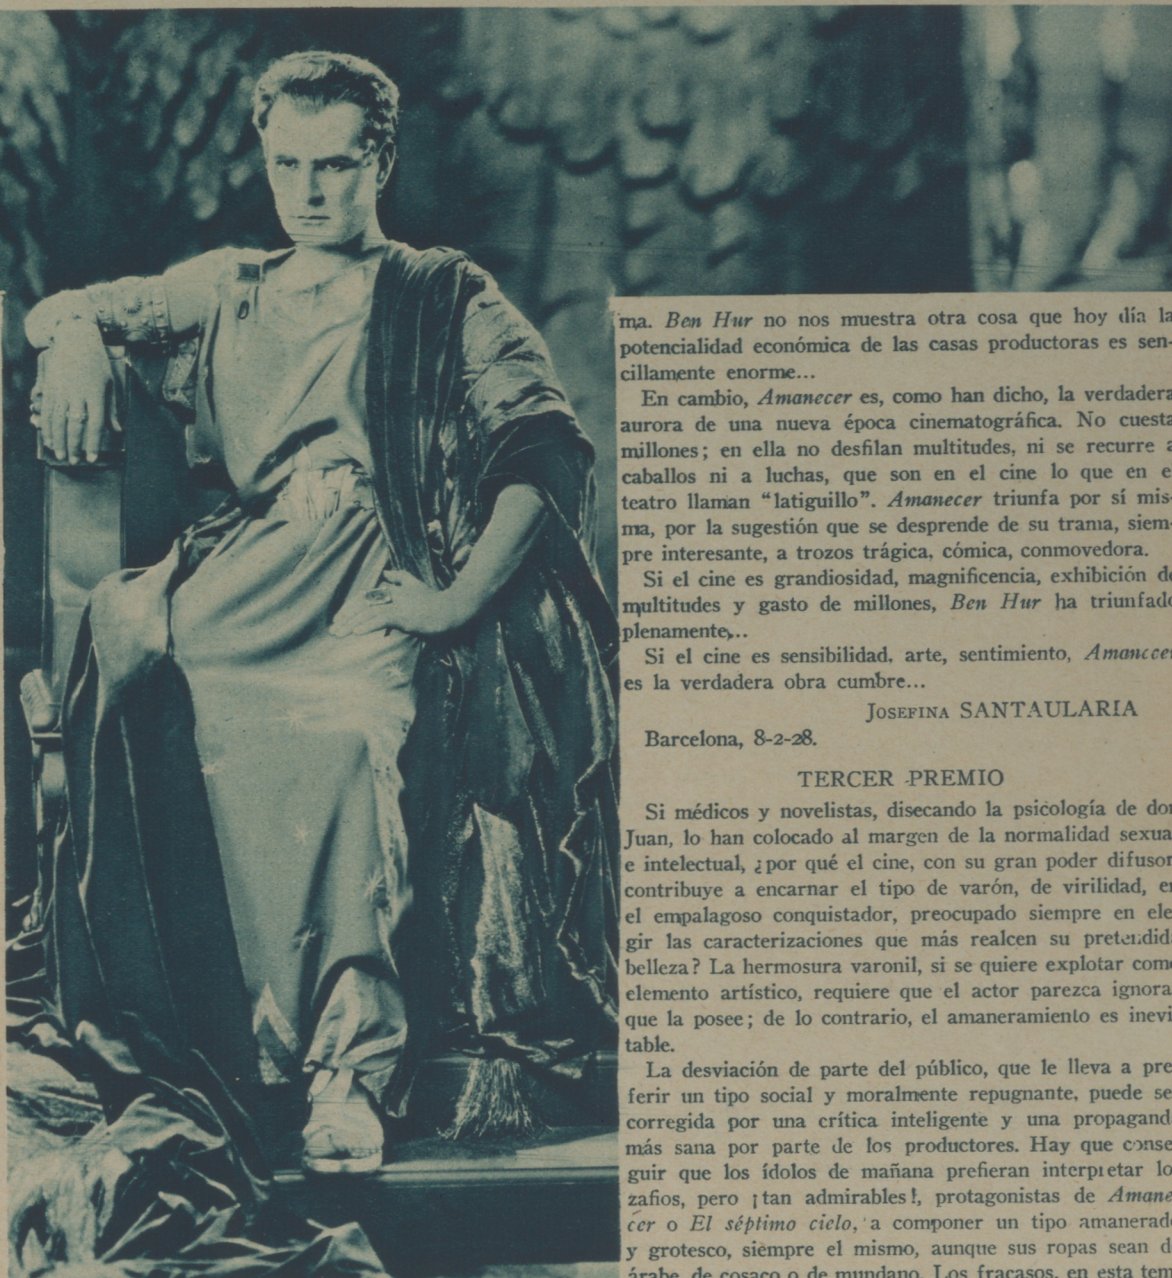 ma. Ben Hur no nos muestra otra cosa que hoy día la
potencialidad económica de las casas productoras es sen-
cillamente enorme...
En cambio, Amanecer es, como han dicho, la verdadera
aurora de una nueva época cinematográfica. No cuesta
millones; en ella no desfilan multitudes, ni se recurre a
caballos ni a luchas, que son en el cine lo que en e
teatro llaman “latiguillo”. Amanecer triunfa por sí mis-
ma, por la sugestión que se desprende de su trama, siem-
pre interesante, a trozos trágica, cómica, conmovedora.
Si el cine es grandiosidad, magnificencia, exhibición de
multitudes y gasto de millones, Ben Hur ha triunfado
plenamente...
Si el cine es sensibilidad, arte, sentimiento, Amanecer
es la verdadera obra cumbre...
Josefina SANTAULARIA
Barcelona, 8-2-28.
TERCER PREMIO
Si médicos y novelistas, disecando la psicología de don
Juan, lo han colocado al margen de la normalidad sexua
e intelectual, ¿por qué el cine, con su gran poder difusor
contribuye a encarnar el tipo de varón, de virilidad, en
el empalagoso conquistador, preocupado siempre en ele
gir las caracterizaciones que más realcen su pretendida
belleza? La hermosura varonil, si se quiere explotar como
elemento artístico, requiere que el actor parezca ignora
que la posee; de lo contrario, el amaneramiento es inevi
table.
La desviación de parte del público, que le lleva a pre
ferir un tipo social y moralmente repugnante, puede se
corregida por una crítica inteligente y una propagand
más sana por parte de los productores. Hay que conse
guir que los ídolos de mañana prefieran interpretar lo
zafios, pero ¡tan admirables!, protagonistas de Amane
cer o El séptimo cielo, a componer un tipo amanerado
y grotesco, siempre el mismo, aunque sus ropas sean d
árabe, de cosaco o de mundano. Los fracasos, en esta tem